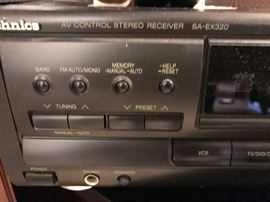 chnics AV CONTROL STEREO RECEIVER SA-EX320
MEMORY -HELP
BAND FM AUTO/MONO -MANUAL-AUTO -RESET
TUNING PRESET
MANUAL-AUTO
VCR TV/DVD/
POWER